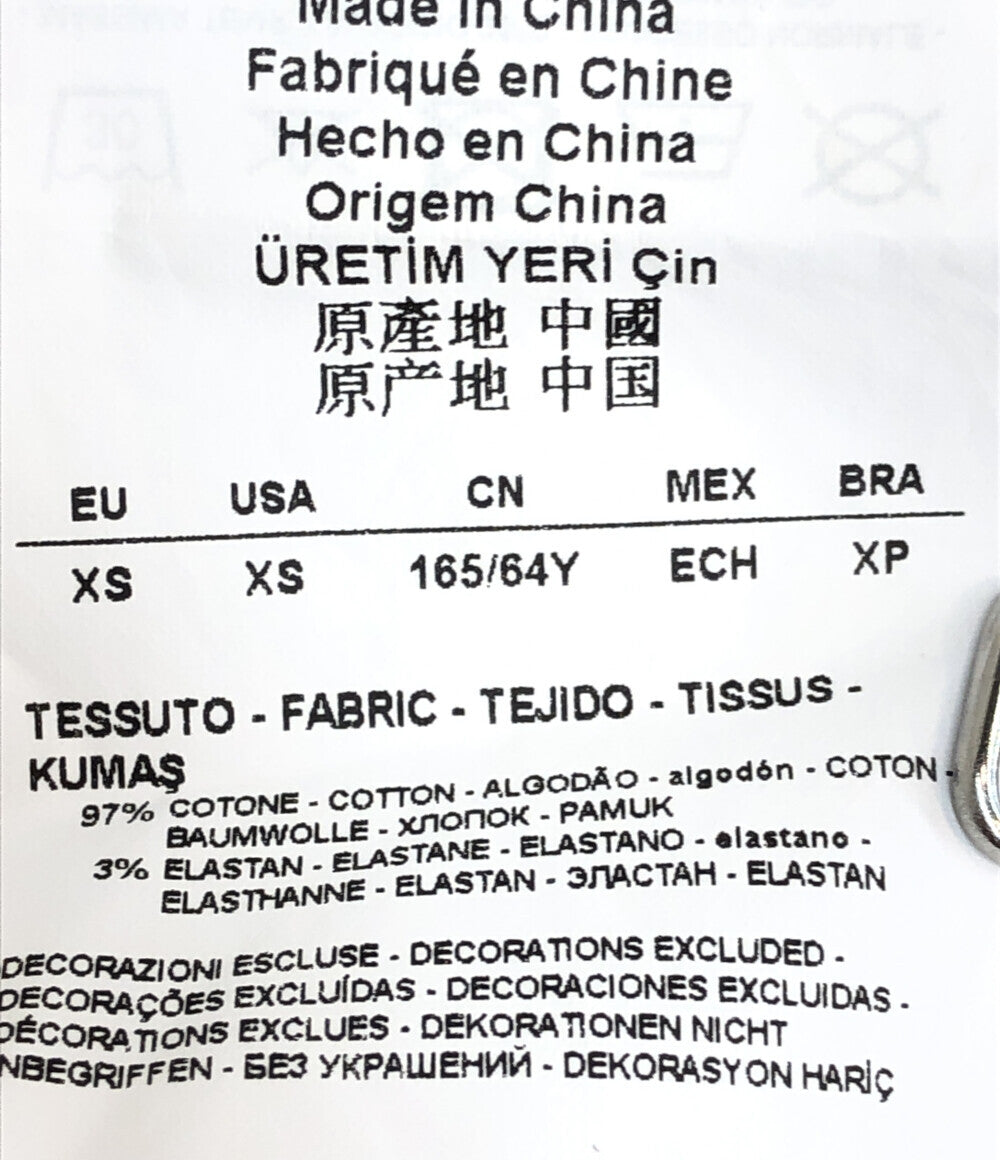 Made in China
Fabriqué en Chine
Hecho en China
Origem China
ÜRETİM YERİ Çin
原產地 中國
原产地 中国
EU USA CN MEX BRA
XS XS 165/64Y ECH XP
TESSUTO - FABRIC - TEJIDO - TISSUS -
KUMAŞ
97% COTONE - COTTON - ALGODÃO - algodón - COTON -
BAUMWOLLE - ХЛОПОК - PAMUK
3% ELASTAN - ELASTANE - ELASTANO - elastano -
ELASTHANNE - ELASTAN - ЭЛАСТАН - ELASTAN
DECORAZIONI ESCLUSE - DECORATIONS EXCLUDED -
DECORAÇÕES EXCLUÍDAS - DECORACIONES EXCLUIDAS -
DÉCORATIONS EXCLUES - DEKORATIONEN NICHT
NBEGRIFFEN - БЕЗ УКРАШЕНИЙ - DEKORASYON HARİÇ